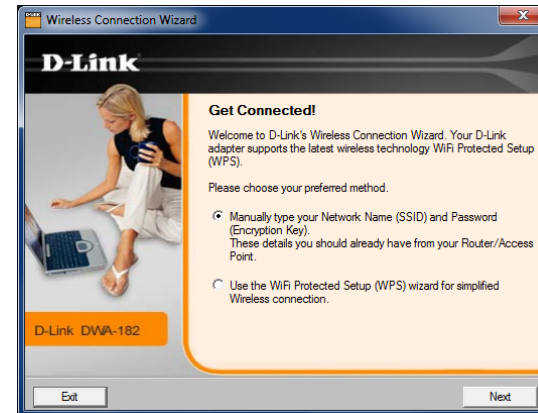 Wireless Connection Wizard
D-Link
Get Connected!
Welcome to D-Link's Wireless Connection Wizard. Your D-Link
adapter supports the latest wireless technology WiFi Protected Setup
(WPS).
Please choose your preferred method.
Manually type your Network Name (SSID) and Password
(Encryption Key).
These details you should already have from your Router/Access
Point.
Use the WiFi Protected Setup (WPS) wizard for simplified
Wireless connection.
D-Link DWA-182
Exit
Next